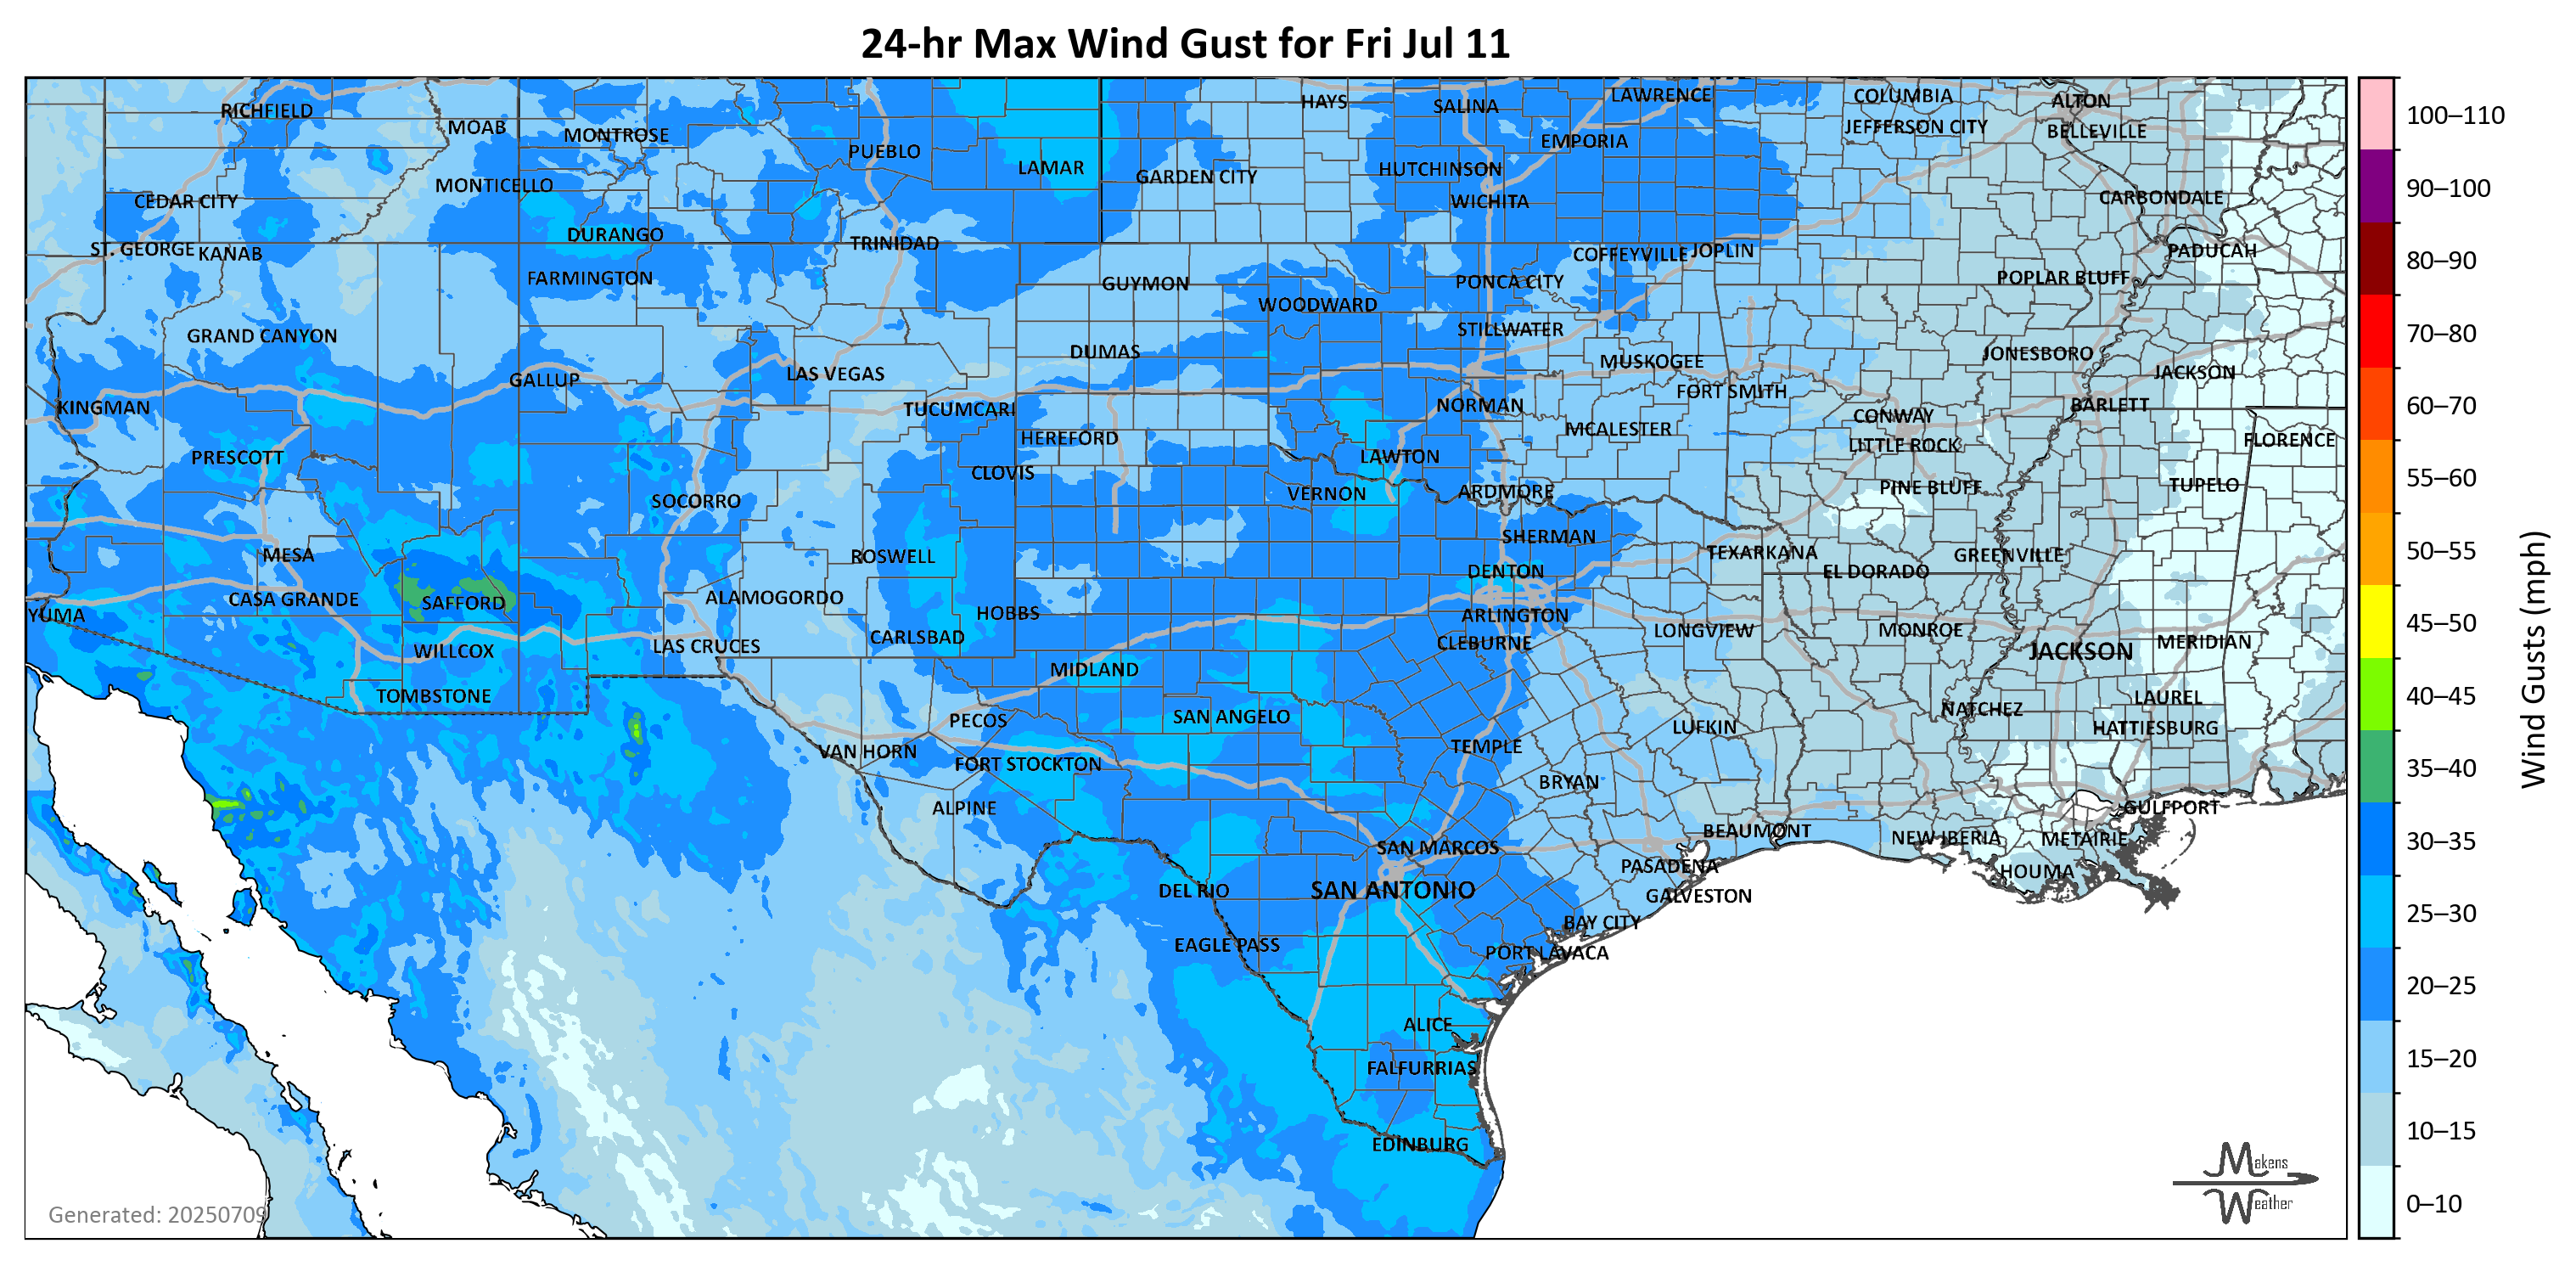 24-hr Max Wind Gust for Fri Jul 11
RICHFIELD
MOAB
MONTROSE
PUEBLO
LAMAR
HAYS
SALINA
LAWRENCE
COLUMBIA
ALTON
JEFFERSON CITY
BELLEVILLE
EMPORIA
GARDEN CITY
HUTCHINSON
MONTICELLO
CEDAR CITY
WICHITA
CARBONDALE
DURANGO
TRINIDAD
ST. GEORGE
KANAB
COFFEYVILLE
JOPLIN
PADUCAH
FARMINGTON
GUYMON
PONCA CITY
POPLAR BLUFF
WOODWARD
GRAND CANYON
STILLWATER
DUMAS
MUSKOGEE
JONESBORO
LAS VEGAS
JACKSON
GALLUP
FORT SMITH
KINGMAN
TUCUMCARI
NORMAN
BARLETT
CONWAY
HEREFORD
MCALESTER
LITTLE ROCK
FLORENCE
PRESCOTT
CLOVIS
LAWTON
SOCORRO
VERNON
ARDMORE
PINE BLUFF
TUPELO
MESA
ROSWELL
SHERMAN
TEXARKANA
GREENVILLE
DENTON
EL DORADO
CASA GRANDE
SAFFORD
ALAMOGORDO
HOBBS
ARLINGTON
YUMA
CARLSBAD
CLEBURNE
LONGVIEW
MONROE
JACKSON
MERIDIAN
WILLCOX
LAS CRUCES
MIDLAND
TOMBSTONE
LAUREL
PECOS
SAN ANGELO
NATCHEZ
LUFKIN
HATTIESBURG
VAN HORN
FORT STOCKTON
TEMPLE
BRYAN
ALPINE
GULFPORT
BEAUMONT
NEW IBERIA
METAIRIE
SAN MARCOS
PASADENA
HOUMA
DEL RIO
SAN ANTONIO
GALVESTON
BAY CITY
EAGLE PASS
PORT LAVACA
ALICE
FALFURRIAS
EDINBURG
Generated: 20250709
Makens
Weather
100–110
90–100
80–90
70–80
60–70
55–60
50–55
45–50
40–45
35–40
30–35
25–30
20–25
15–20
10–15
0–10
Wind Gusts (mph)